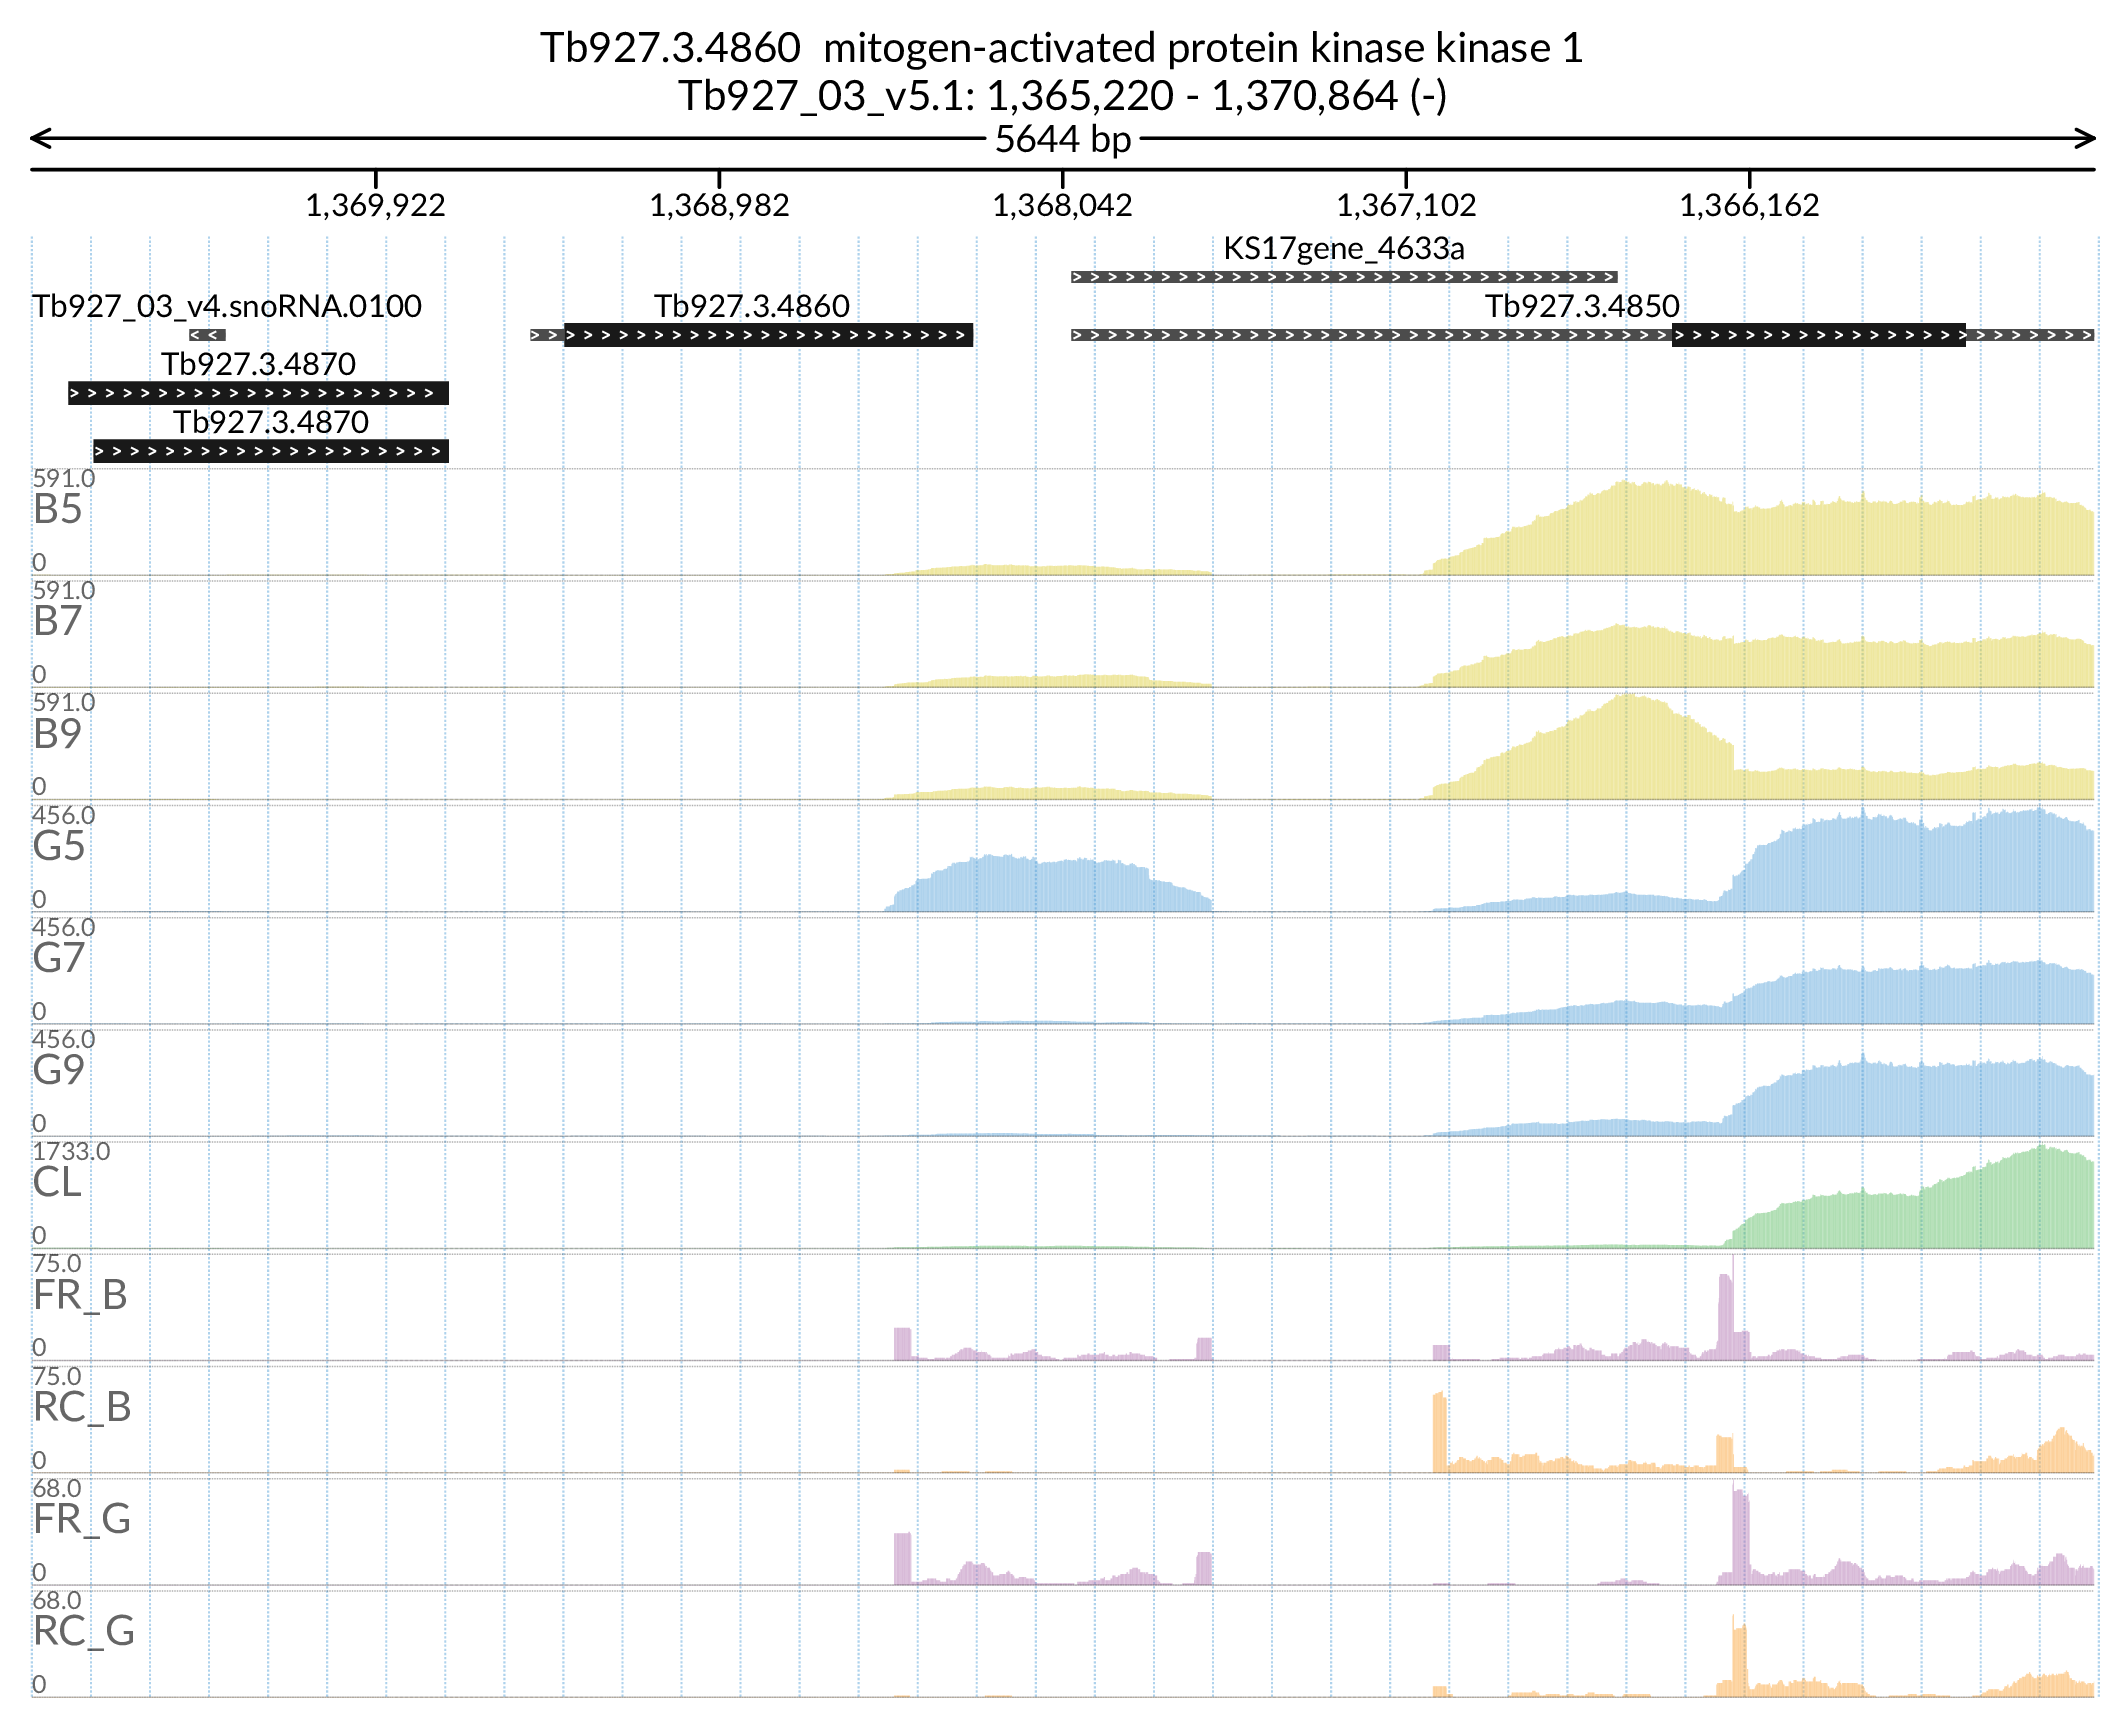 Tb927.3.4860  mitogen-activated protein kinase kinase 1
Tb927_03_v5.1: 1,365,220 - 1,370,864 (-)
5644 bp
1,369,922 1,368,982 1,368,042 1,367,102 1,366,162
KS17gene_4633a
Tb927_03_v4.snoRNA.0100 Tb927.3.4860 Tb927.3.4850
Tb927.3.4870
Tb927.3.4870
591.0
B5
0
591.0
B7
0
591.0
B9
0
456.0
G5
0
456.0
G7
0
456.0
G9
0
1733.0
CL
0
75.0
FR_B
0
75.0
RC_B
0
68.0
FR_G
0
68.0
RC_G
0